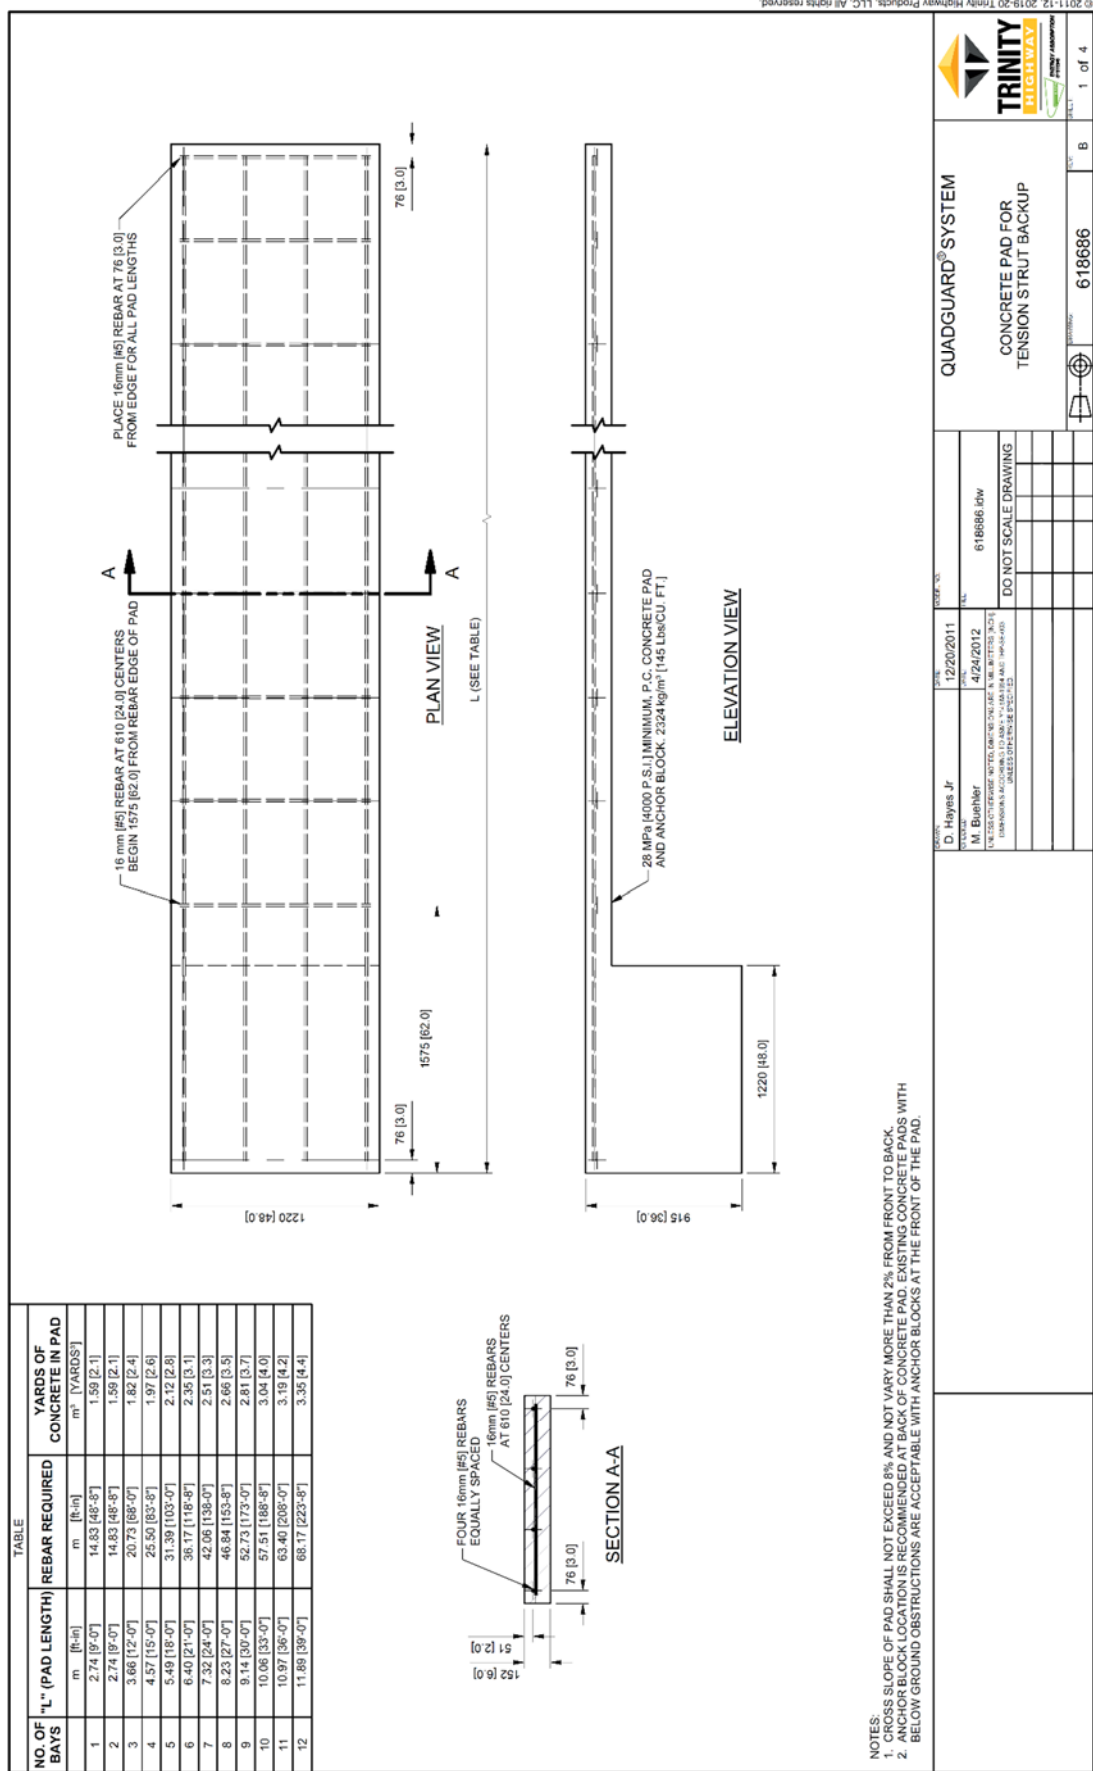 TABLE
NO. OF BAYS "L" (PAD LENGTH) REBAR REQUIRED YARDS OF CONCRETE IN PAD
m [ft-in] m [ft-in] m³ [YARDS³]
1 2.74 [9'-0"] 14.83 [48'-8"] 1.59 [2.1]
2 2.74 [9'-0"] 14.83 [48'-8"] 1.59 [2.1]
3 3.66 [12'-0"] 20.73 [68'-0"] 1.82 [2.4]
4 4.57 [15'-0"] 25.50 [83'-8"] 1.97 [2.6]
5 5.49 [18'-0"] 31.39 [103'-0"] 2.12 [2.8]
6 6.40 [21'-0"] 36.17 [118'-8"] 2.35 [3.1]
7 7.32 [24'-0"] 42.06 [138'-0"] 2.51 [3.3]
8 8.23 [27'-0"] 46.84 [153'-8"] 2.66 [3.5]
9 9.14 [30'-0"] 52.73 [173'-0"] 2.81 [3.7]
10 10.06 [33'-0"] 57.51 [188'-8"] 3.04 [4.0]
11 10.97 [36'-0"] 63.40 [208'-0"] 3.19 [4.2]
12 11.89 [39'-0"] 68.17 [223'-8"] 3.35 [4.4]
16 mm [#5] REBAR AT 610 [24.0] CENTERS
BEGIN 1575 [62.0] FROM REBAR EDGE OF PAD
PLACE 16mm [#5] REBAR AT 76 [3.0]
FROM EDGE FOR ALL PAD LENGTHS
A
A
1220 [48.0]
76 [3.0]
1575 [62.0]
76 [3.0]
PLAN VIEW
L (SEE TABLE)
915 [36.0]
1220 [48.0]
28 MPa [4000 P.S.I.] MINIMUM, P.C. CONCRETE PAD
AND ANCHOR BLOCK. 2324 kg/m³ [145 Lbs/CU. FT.]
ELEVATION VIEW
FOUR 16mm [#5] REBARS
EQUALLY SPACED
16mm [#5] REBARS
AT 610 [24.0] CENTERS
76 [3.0]
76 [3.0]
51 [2.0]
152 [6.0]
SECTION A-A
NOTES:
1. CROSS SLOPE OF PAD SHALL NOT EXCEED 8% AND NOT VARY MORE THAN 2% FROM FRONT TO BACK.
2. ANCHOR BLOCK LOCATION IS RECOMMENDED AT BACK OF CONCRETE PAD. EXISTING CONCRETE PADS WITH
BELOW GROUND OBSTRUCTIONS ARE ACCEPTABLE WITH ANCHOR BLOCKS AT THE FRONT OF THE PAD.
D. Hayes Jr
12/20/2011
M. Buehler
4/24/2012
618686.idw
DO NOT SCALE DRAWING
QUADGUARD® SYSTEM
CONCRETE PAD FOR
TENSION STRUT BACKUP
618686
B
1 of 4
TRINITY
HIGHWAY
ENERGY ABSORPTION
© 2011-12, 2019-20 Trinity Highway Products, LLC. All rights reserved.